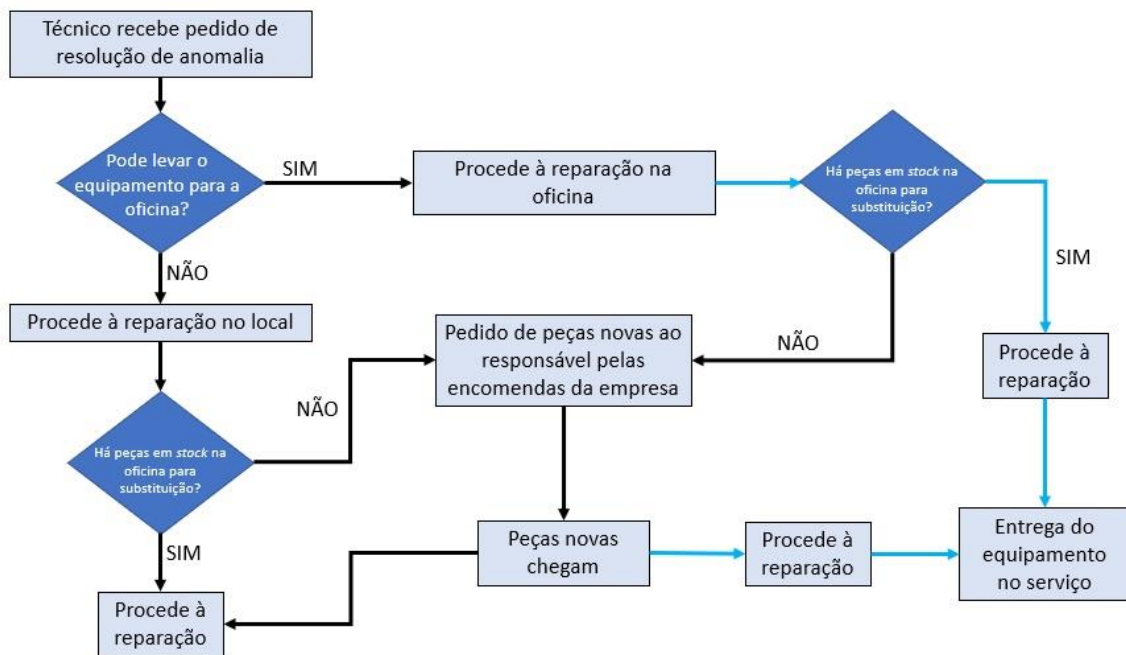 Técnico recebe pedido de
resolução de anomalia
Pode levar o
equipamento para a
oficina?
SIM
Procede à reparação na
oficina
Há peças em stock na
oficina para
substituição?
SIM
NÃO
NÃO
Procede à reparação no local
Pedido de peças novas ao
responsável pelas
encomendas da empresa
Procede à
reparação
NÃO
Há peças em stock na
oficina para
substituição?
SIM
Peças novas
chegam
Procede à
reparação
Entrega do
equipamento
no serviço
Procede à
reparação